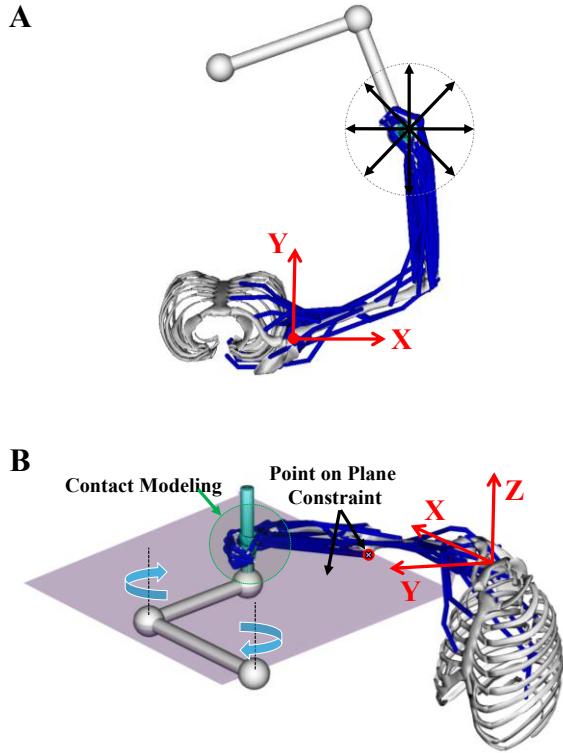 A
Y
X
B
Contact Modeling
Point on Plane
Constraint
Z
X
Y